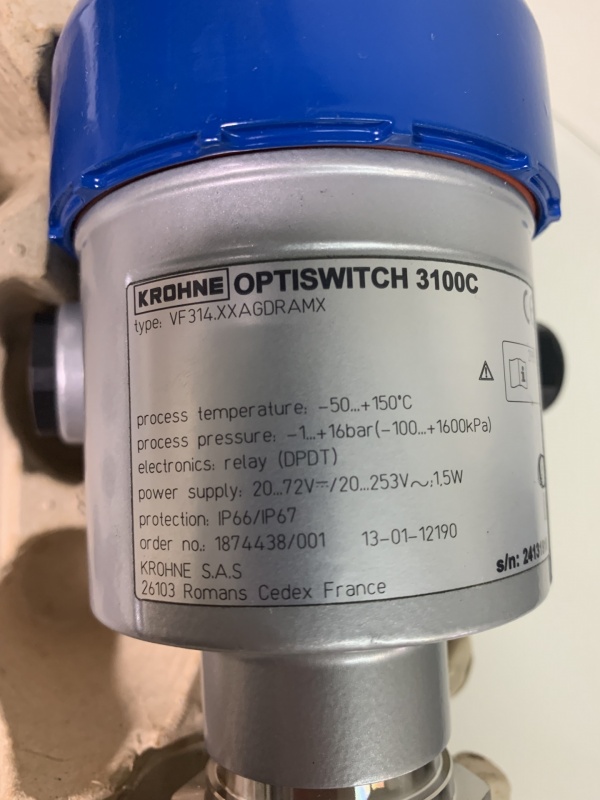 KROHNE OPTISWITCH 3100C
type: VF314.XXAGDRAMX
process temperature: -50...+150°C
process pressure: -1...+16bar(-100...+1600kPa)
electronics: relay (DPDT)
power supply: 20...72V⎓/20...253V∼;1,5W
protection: IP66/IP67
order no.: 1874438/001 13-01-12190
s/n:
KROHNE S.A.S
26103 Romans Cedex France